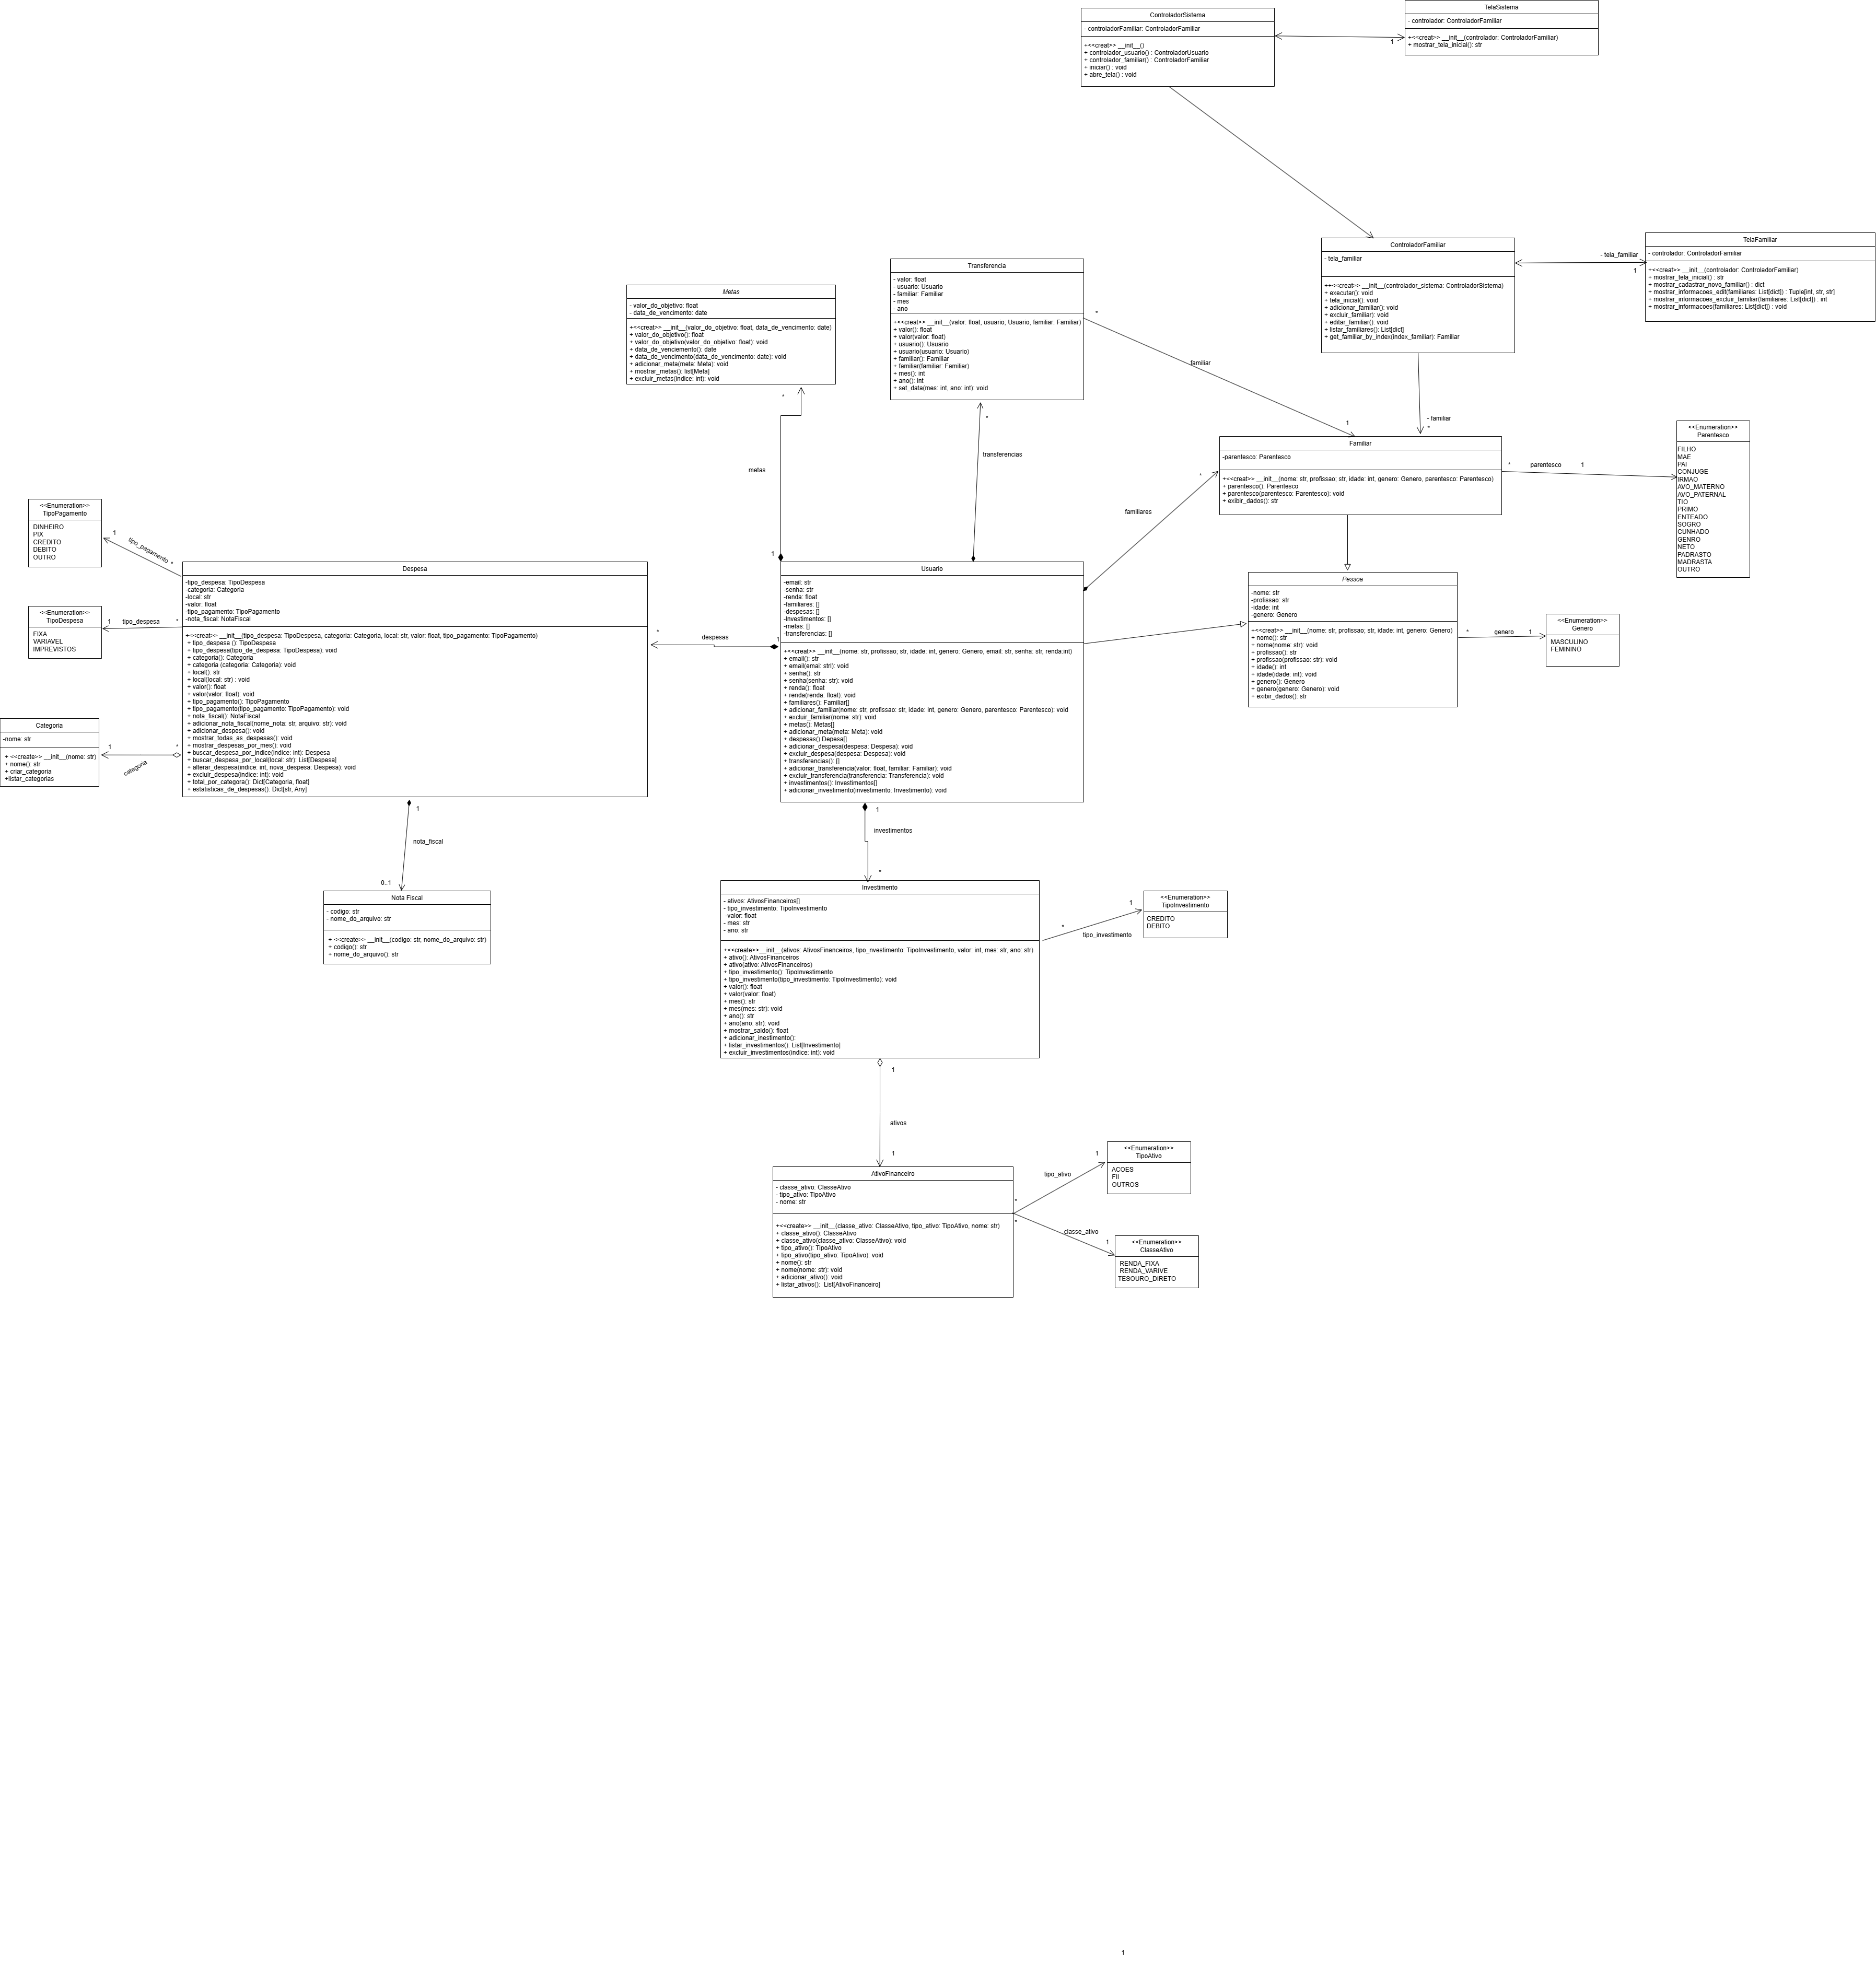 TelaSistema
- controlador: ControladorFamiliar
+<<creat>> __init__(controlador: ControladorFamiliar)
+ mostrar_tela_inicial(): str
ControladorSistema
- controladorFamiliar: ControladorFamiliar
+<<creat>> __init__()
+ controlador_usuario() : ControladorUsuario
+ controlador_familiar() : ControladorFamiliar
+ iniciar() : void
+ abre_tela() : void
1
ControladorFamiliar
- tela_familiar
++<<creat>> __init__(controlador_sistema: ControladorSistema)
+ executar(): void
+ tela_inicial(): void
+ adicionar_familiar(): void
+ excluir_familiar): void
+ editar_familiar(): void
+ listar_familiares(): List[dict]
+ get_familiar_by_index(index_familiar): Familiar
- tela_familiar
1
TelaFamiliar
- controlador: ControladorFamiliar
+<<creat>> __init__(controlador: ControladorFamiliar)
+ mostrar_tela_inicial() : str
+ mostrar_cadastrar_novo_familiar() : dict
+ mostrar_informacoes_edit(familiares: List[dict]) : Tuple[int, str, str]
+ mostrar_informacoes_excluir_familiar(familiares: List[dict]) : int
+ mostrar_informacoes(familiares: List[dict]) : void
Transferencia
- valor: float
- usuario: Usuario
- familiar: Familiar
- mes
- ano
+<<creat>> __init__(valor: float, usuario; Usuario, familiar: Familiar)
+ valor(): float
+ valor(valor: float)
+ usuario(): Usuario
+ usuario(usuario: Usuario)
+ familiar(): Familiar
+ familiar(familiar: Familiar)
+ mes(): int
+ ano(): int
+ set_data(mes: int, ano: int): void
Metas
- valor_do_objetivo: float
- data_de_vencimento: date
+<<creat>> __init__(valor_do_objetivo: float, data_de_vencimento: date)
+ valor_do_objetivo(): float
+ valor_do_objetivo(valor_do_objetivo: float): void
+ data_de_venciemento(): date
+ data_de_vencimento(data_de_vencimento: date): void
+ adicionar_meta(meta: Meta): void
+ mostrar_metas(): list[Meta]
+ excluir_metas(indice: int): void
*
familiar
1
- familiar
*
*
metas
1
*
transferencias
*
familiares
Familiar
-parentesco: Parentesco
+<<creat>> __init__(nome: str, profissao; str, idade: int, genero: Genero, parentesco: Parentesco)
+ parentesco(): Parentesco
+ parentesco(parentesco: Parentesco): void
+ exibir_dados(): str
*
parentesco
1
<<Enumeration>>
Parentesco
FILHO
MAE
PAI
CONJUGE
IRMAO
AVO_MATERNO
AVO_PATERNAL
TIO
PRIMO
ENTEADO
SOGRO
CUNHADO
GENRO
NETO
PADRASTO
MADRASTA
OUTRO
<<Enumeration>>
TipoPagamento
DINHEIRO
PIX
CREDITO
DEBITO
OUTRO
1
tipo_pagamento
*
<<Enumeration>>
TipoDespesa
FIXA
VARIAVEL
IMPREVISTOS
1
tipo_despesa
*
Despesa
-tipo_despesa: TipoDespesa
-categoria: Categoria
-local: str
-valor: float
-tipo_pagamento: TipoPagamento
-nota_fiscal: NotaFiscal
+<<creat>> __init__(tipo_despesa: TipoDespesa, categoria: Categoria, local: str, valor: float, tipo_pagamento: TipoPagamento)
+ tipo_despesa (): TipoDespesa
+ tipo_despesa(tipo_de_despesa: TipoDespesa): void
+ categoria(): Categoria
+ categoria (categoria: Categoria): void
+ local(): str
+ local(local: str) : void
+ valor(): float
+ valor(valor: float): void
+ tipo_pagamento(): TipoPagamento
+ tipo_pagamento(tipo_pagamento: TipoPagamento): void
+ nota_fiscal(): NotaFiscal
+ adicionar_nota_fiscal(nome_nota: str, arquivo: str): void
+ adicionar_despesa(): void
+ mostrar_todas_as_despesas(): void
+ mostrar_despesas_por_mes(): void
+ buscar_despesa_por_indice(indice: int): Despesa
+ buscar_despesa_por_local(local: str): List[Despesa]
+ alterar_despesa(indice: int, nova_despesa: Despesa): void
+ excluir_despesa(indice: int): void
+ total_por_categora(): Dict[Categoria, float]
+ estatisticas_de_despesas(): Dict[str, Any]
*
despesas
1
Usuario
-email: str
-senha: str
-renda: float
-familiares: []
-despesas: []
-Investimentos: []
-metas: []
-transferencias: []
+<<creat>> __init__(nome: str, profissao; str, idade: int, genero: Genero, email: str, senha: str, renda:int)
+ email(): str
+ email(emai: strl): void
+ senha(): str
+ senha(senha: str): void
+ renda(): float
+ renda(renda: float): void
+ familiares(): Familiar[]
+ adicionar_familiar(nome: str, profissao: str, idade: int, genero: Genero, parentesco: Parentesco): void
+ excluir_familiar(nome: str): void
+ metas(): Metas[]
+ adicionar_meta(meta: Meta): void
+ despesas() Depesa[]
+ adicionar_despesa(despesa: Despesa): void
+ excluir_despesa(despesa: Despesa): void
+ transferencias(): []
+ adicionar_transferencia(valor: float, familiar: Familiar): void
+ excluir_transferencia(transferencia: Transferencia): void
+ investimentos(): Investimentos[]
+ adicionar_investimento(investimento: Investimento): void
Pessoa
-nome: str
-profissao: str
-idade: int
-genero: Genero
+<<creat>> __init__(nome: str, profissao; str, idade: int, genero: Genero)
+ nome(): str
+ nome(nome: str): void
+ profissao(): str
+ profissao(profissao: str): void
+ idade(): int
+ idade(idade: int): void
+ genero(): Genero
+ genero(genero: Genero): void
+ exibir_dados(): str
*
genero
1
<<Enumeration>>
Genero
MASCULINO
FEMININO
Categoria
-nome: str
+ <<create>> __init__(nome: str)
+ nome(): str
+ criar_categoria
+listar_categorias
1
categoria
*
1
nota_fiscal
0..1
Nota Fiscal
- codigo: str
- nome_do_arquivo: str
+ <<create>> __init__(codigo: str, nome_do_arquivo: str)
+ codigo(): str
+ nome_do_arquivo(): str
1
investimentos
*
Investimento
- ativos: AtivosFinanceiros[]
- tipo_investimento: TipoInvestimento
-valor: float
- mes: str
- ano: str
+<<create>>__init__(ativos: AtivosFinanceiros, tipo_nvestimento: TipoInvestimento, valor: int, mes: str, ano: str)
+ ativo(): AtivosFinanceiros
+ ativo(ativo: AtivosFinanceiros)
+ tipo_investimento(): TipoInvestimento
+ tipo_investimento(tipo_investimento: TipoInvestimento): void
+ valor(): float
+ valor(valor: float)
+ mes(): str
+ mes(mes: str): void
+ ano(): str
+ ano(ano: str): void
+ mostrar_saldo(): float
+ adicionar_inestimento():
+ listar_investimentos(): List[Investimento]
+ excluir_investimentos(indice: int): void
*
tipo_investimento
1
<<Enumeration>>
TipoInvestimento
CREDITO
DEBITO
1
ativos
1
AtivoFinanceiro
- classe_ativo: ClasseAtivo
- tipo_ativo: TipoAtivo
- nome: str
+<<create>> __init__(classe_ativo: ClasseAtivo, tipo_ativo: TipoAtivo, nome: str)
+ classe_ativo(): ClasseAtivo
+ classe_ativo(classe_ativo: ClasseAtivo): void
+ tipo_ativo(): TipoAtivo
+ tipo_ativo(tipo_ativo: TipoAtivo): void
+ nome(): str
+ nome(nome: str): void
+ adicionar_ativo(): void
+ listar_ativos(): List[AtivoFinanceiro]
*
tipo_ativo
1
<<Enumeration>>
TipoAtivo
ACOES
FII
OUTROS
*
classe_ativo
1
<<Enumeration>>
ClasseAtivo
RENDA_FIXA
RENDA_VARIVE
TESOURO_DIRETO
1